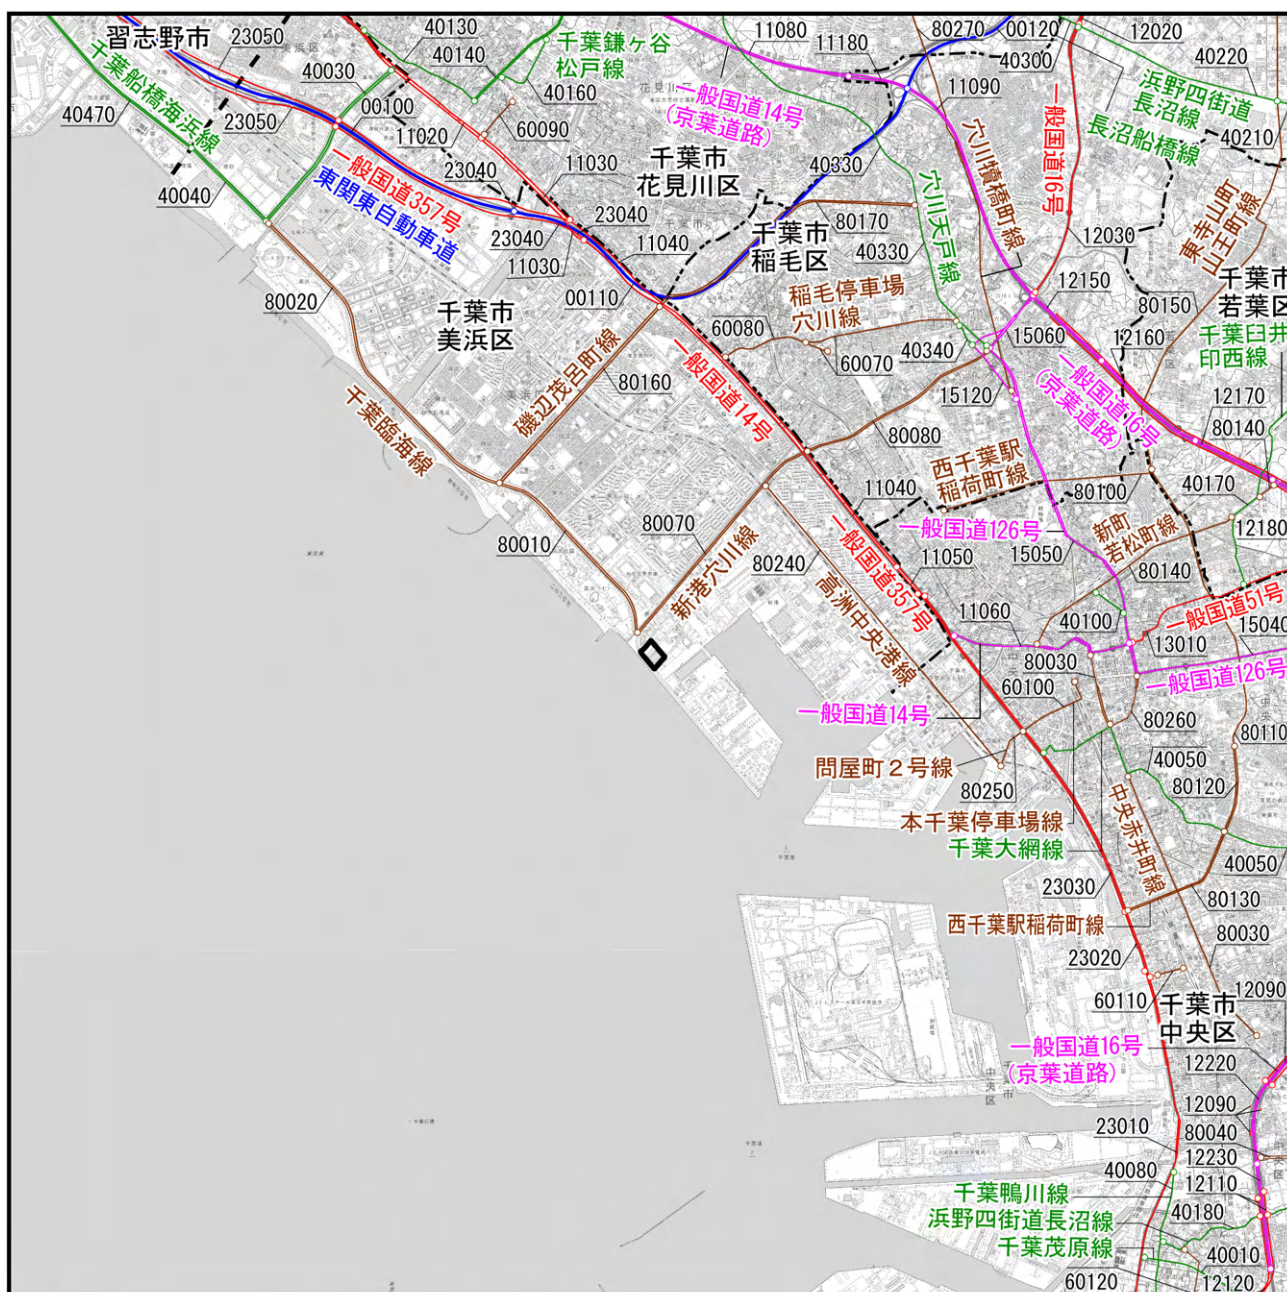 習志野市
23050
40130
40140
千葉鎌ヶ谷
松戸線
11080
11180
80270
00120
12020
40300
40220
40030
00100
40160
11090
浜野四街道
長沼線
40470
千葉船橋海浜線
23050
11020
60090
一般国道14号
(京葉道路)
一般国道16号
長沼船橋線
40210
穴川犢橋町線
千葉市
花見川区
40330
11030
23040
40040
一般国道357号
東関東自動車道
穴川天戸線
東寺山町
山王町線
23040
23040
11030
11040
80170
40330
千葉市
稲毛区
12030
12150
千葉市
若葉区
80020
千葉市
美浜区
00110
稲毛停車場
穴川線
60080
60070
40340
15060
80150
12160
千葉臼井
印西線
磯辺茂呂町線
80160
一般国道14号
15120
一般国道16号
(京葉道路)
12170
80140
千葉臨海線
80080
西千葉駅
稲荷町線
80100
40170
11040
12180
80010
80070
新港穴川線
80240
一般国道357号
一般国道126号
15050
新町
若松町線
80140
11050
高洲中央港線
11060
40100
一般国道51号
15040
13010
80030
60100
一般国道126号
一般国道14号
80260
80110
問屋町２号線
80250
40050
80120
本千葉停車場線
千葉大網線
中央赤井町線
40050
23030
80130
西千葉駅稲荷町線
23020
80030
60110
千葉市
中央区
12090
一般国道16号
(京葉道路)
12220
12090
80040
23010
12230
40080
12110
千葉鴨川線
浜野四街道長沼線
40180
千葉茂原線
40010
60120
12120